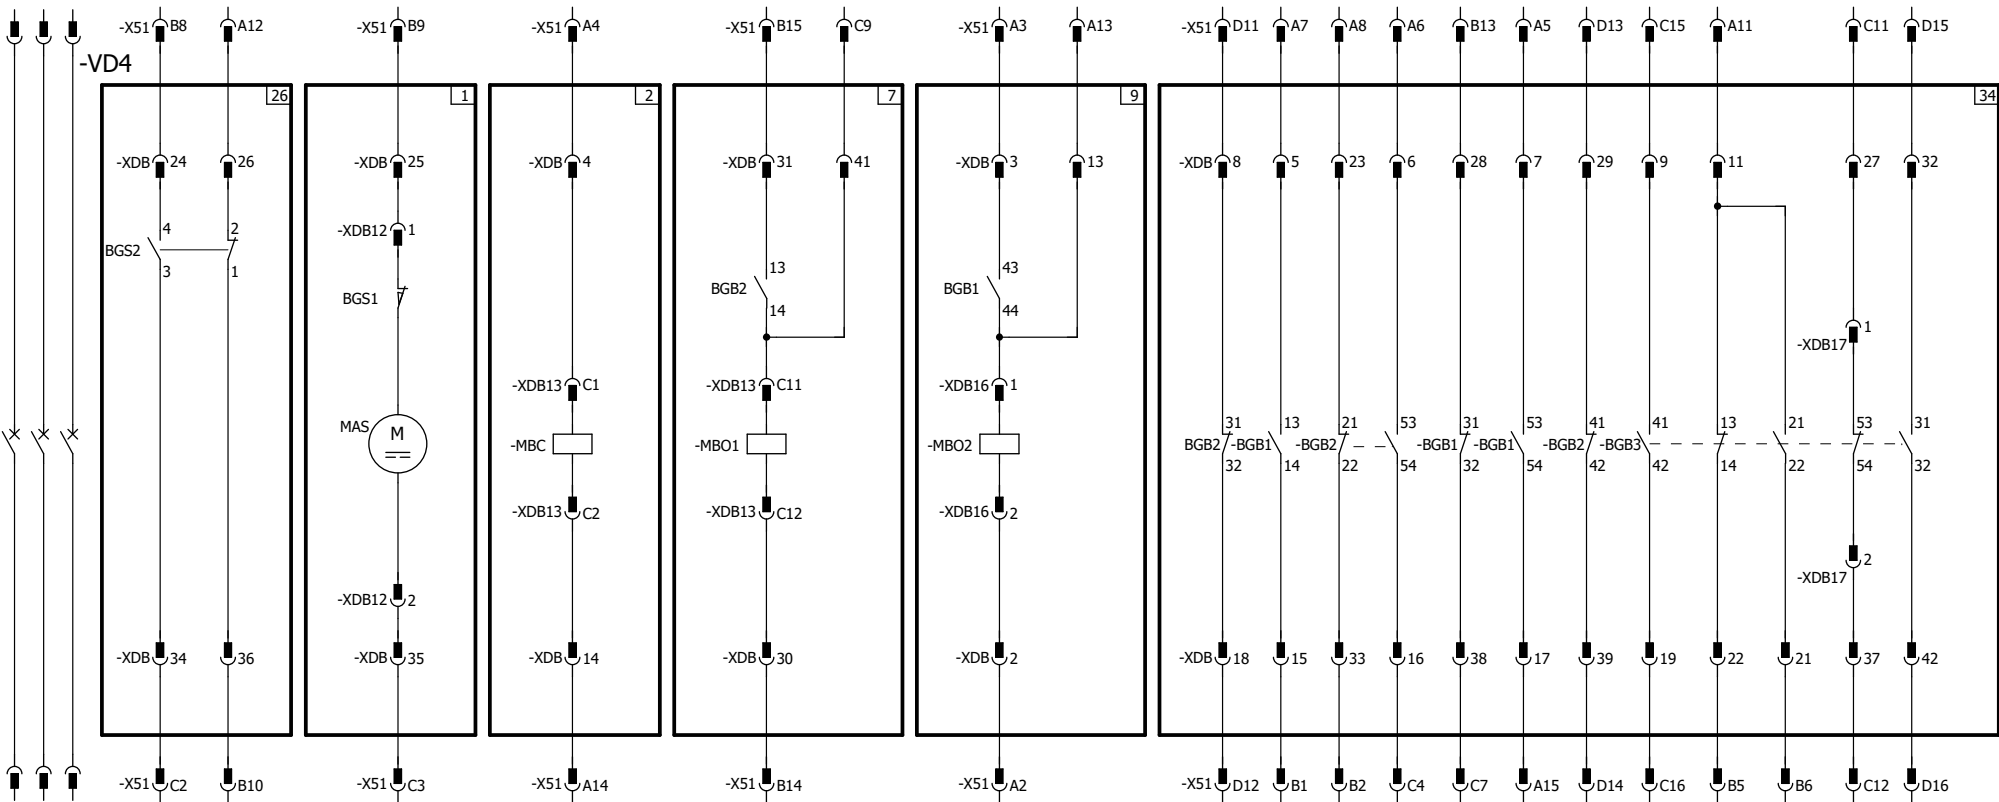 -X51 B8 A12 -X51 B9 -X51 A4 -X51 B15 C9 -X51 A3 A13 -X51 D11 A7 A8 A6 B13 A5 D13 C15 A11 C11 D15
-VD4
26 1 2 7 9 34
-XDB 24 26 -XDB 25 -XDB 4 -XDB 31 41 -XDB 3 13 -XDB 8 5 23 6 28 7 29 9 11 27 32
4 2 -XDB12 1
BGS2
3 1 13 43
BGS1 BGB2 BGB1
14 44
1
-XDB17
-XDB13 C1 -XDB13 C11 -XDB16 1
31 13 21 53 31 53 41 41 13 21 53 31
MAS M -MBC -MBO1 -MBO2 BGB2 -BGB1 -BGB2 -BGB1 -BGB1 -BGB2 -BGB3
32 14 22 54 32 54 42 42 14 22 54 32
-XDB13 C2 -XDB13 C12 -XDB16 2
2
-XDB17
-XDB12 2
-XDB 34 36 -XDB 35 -XDB 14 -XDB 30 -XDB 2 -XDB 18 15 33 16 38 17 39 19 22 21 37 42
-X51 C2 B10 -X51 C3 -X51 A14 -X51 B14 -X51 A2 -X51 D12 B1 B2 C4 C7 A15 D14 C16 B5 B6 C12 D16